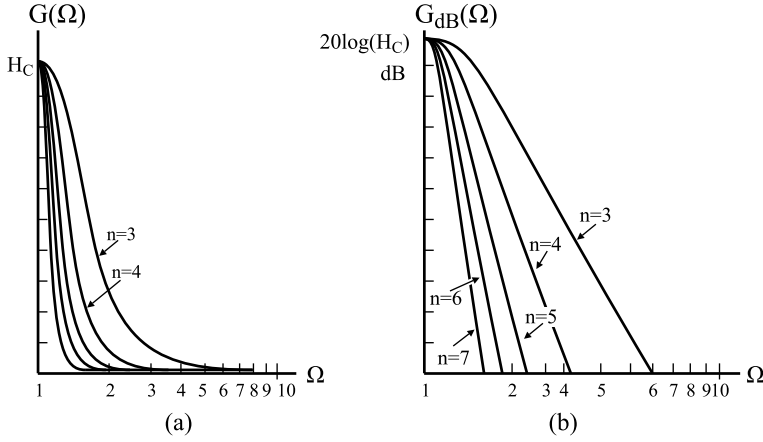 G(Ω)
H_C
n=3
n=4
1 2 3 4 5 6 7 8 9 10 Ω
(a)
G_dB(Ω)
20log(H_C)
dB
n=3
n=4
n=6
n=5
n=7
1 2 3 4 5 6 7 8 9 10 Ω
(b)